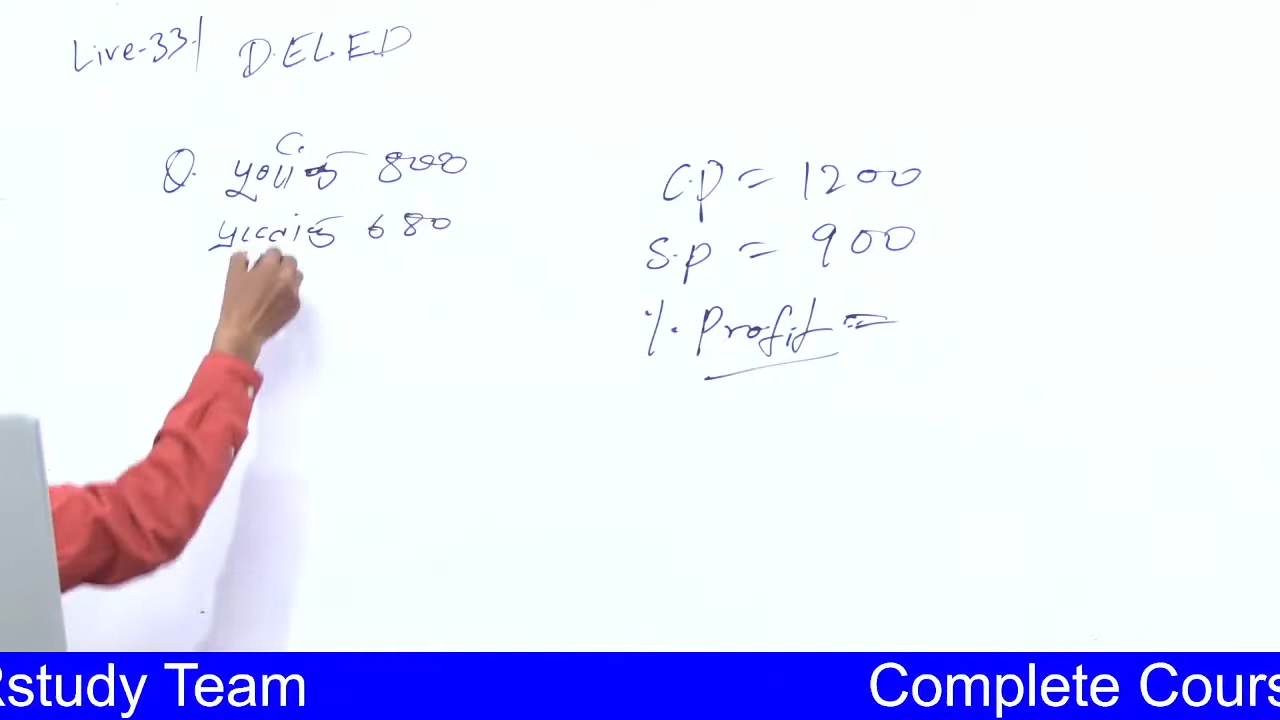 Live-33 | D.EL.ED
Q. पूर्णांक 800
C.P = 1200
680
S.P = 900
% Profit =
Rstudy Team
Complete Cours